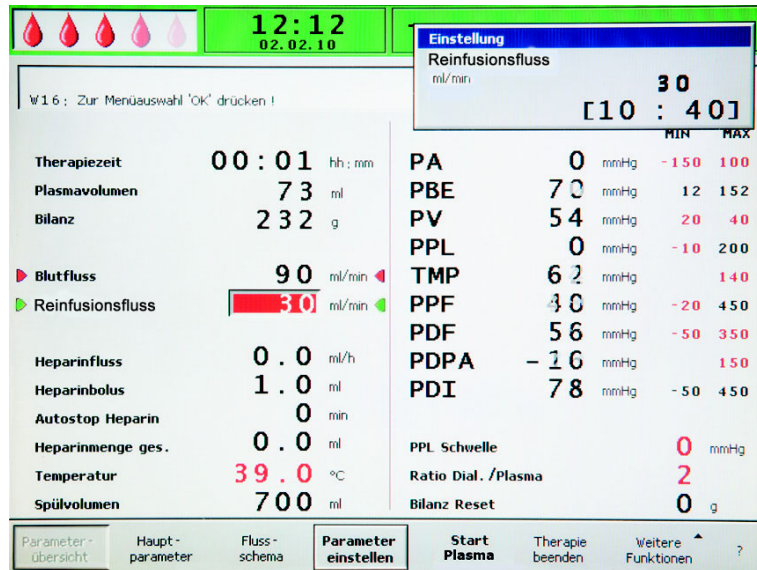 12:12
02.02.10
Einstellung
Reinfusionsfluss
ml/min 30
[10 : 40]
W16: Zur Menüauswahl 'OK' drücken !
MIN MAX
Therapiezeit 00:01 hh:mm
Plasmavolumen 73 ml
Bilanz 232 g
Blutfluss 90 ml/min
Reinfusionsfluss 30 ml/min
Heparinfluss 0.0 ml/h
Heparinbolus 1.0 ml
Autostop Heparin 0 min
Heparinmenge ges. 0.0 ml
Temperatur 39.0 °C
Spülvolumen 700 ml
PA 0 mmHg -150 100
PBE 70 mmHg 12 152
PV 54 mmHg 20 40
PPL 0 mmHg -10 200
TMP 62 mmHg 140
PPF 40 mmHg -20 450
PDF 56 mmHg -50 350
PDPA -16 mmHg 150
PDI 78 mmHg -50 450
PPL Schwelle 0 mmHg
Ratio Dial. /Plasma 2
Bilanz Reset 0 g
Parameter-
übersicht
Haupt-
parameter
Fluss-
schema
Parameter
einstellen
Start
Plasma
Therapie
beenden
Weitere
Funktionen
?